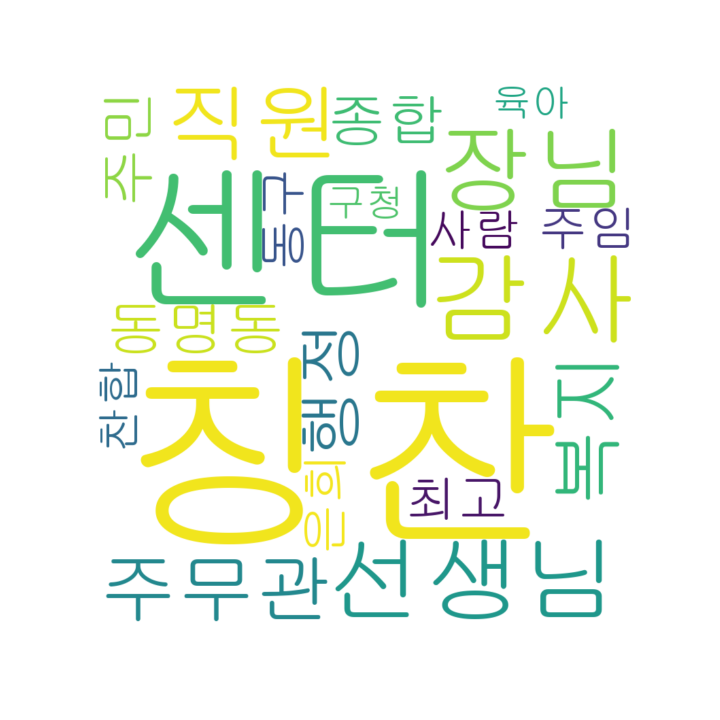 직원
종합
육아
주민
장님
센터
동구
구청
사람
주임
감사
동명동
칭찬
행정
찬합
복지
은희
최고
주무관
선생님